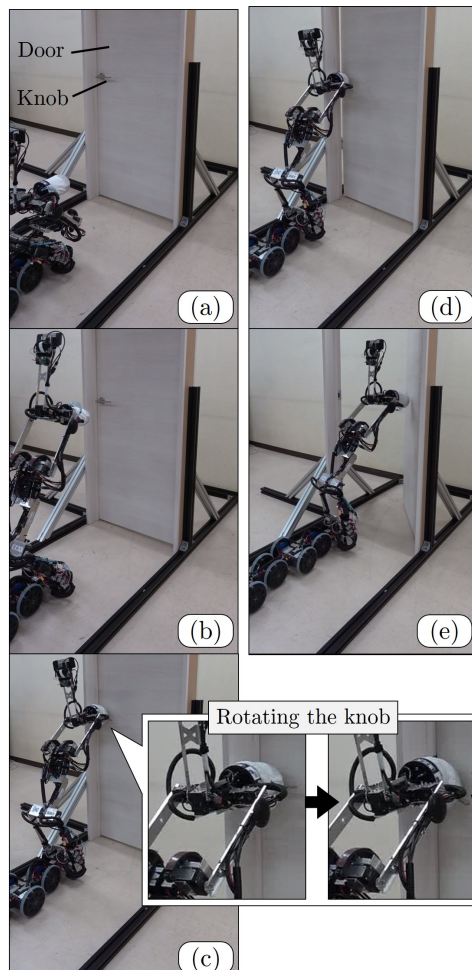 Door
Knob
(a)
(b)
(c)
Rotating the knob
(d)
(e)